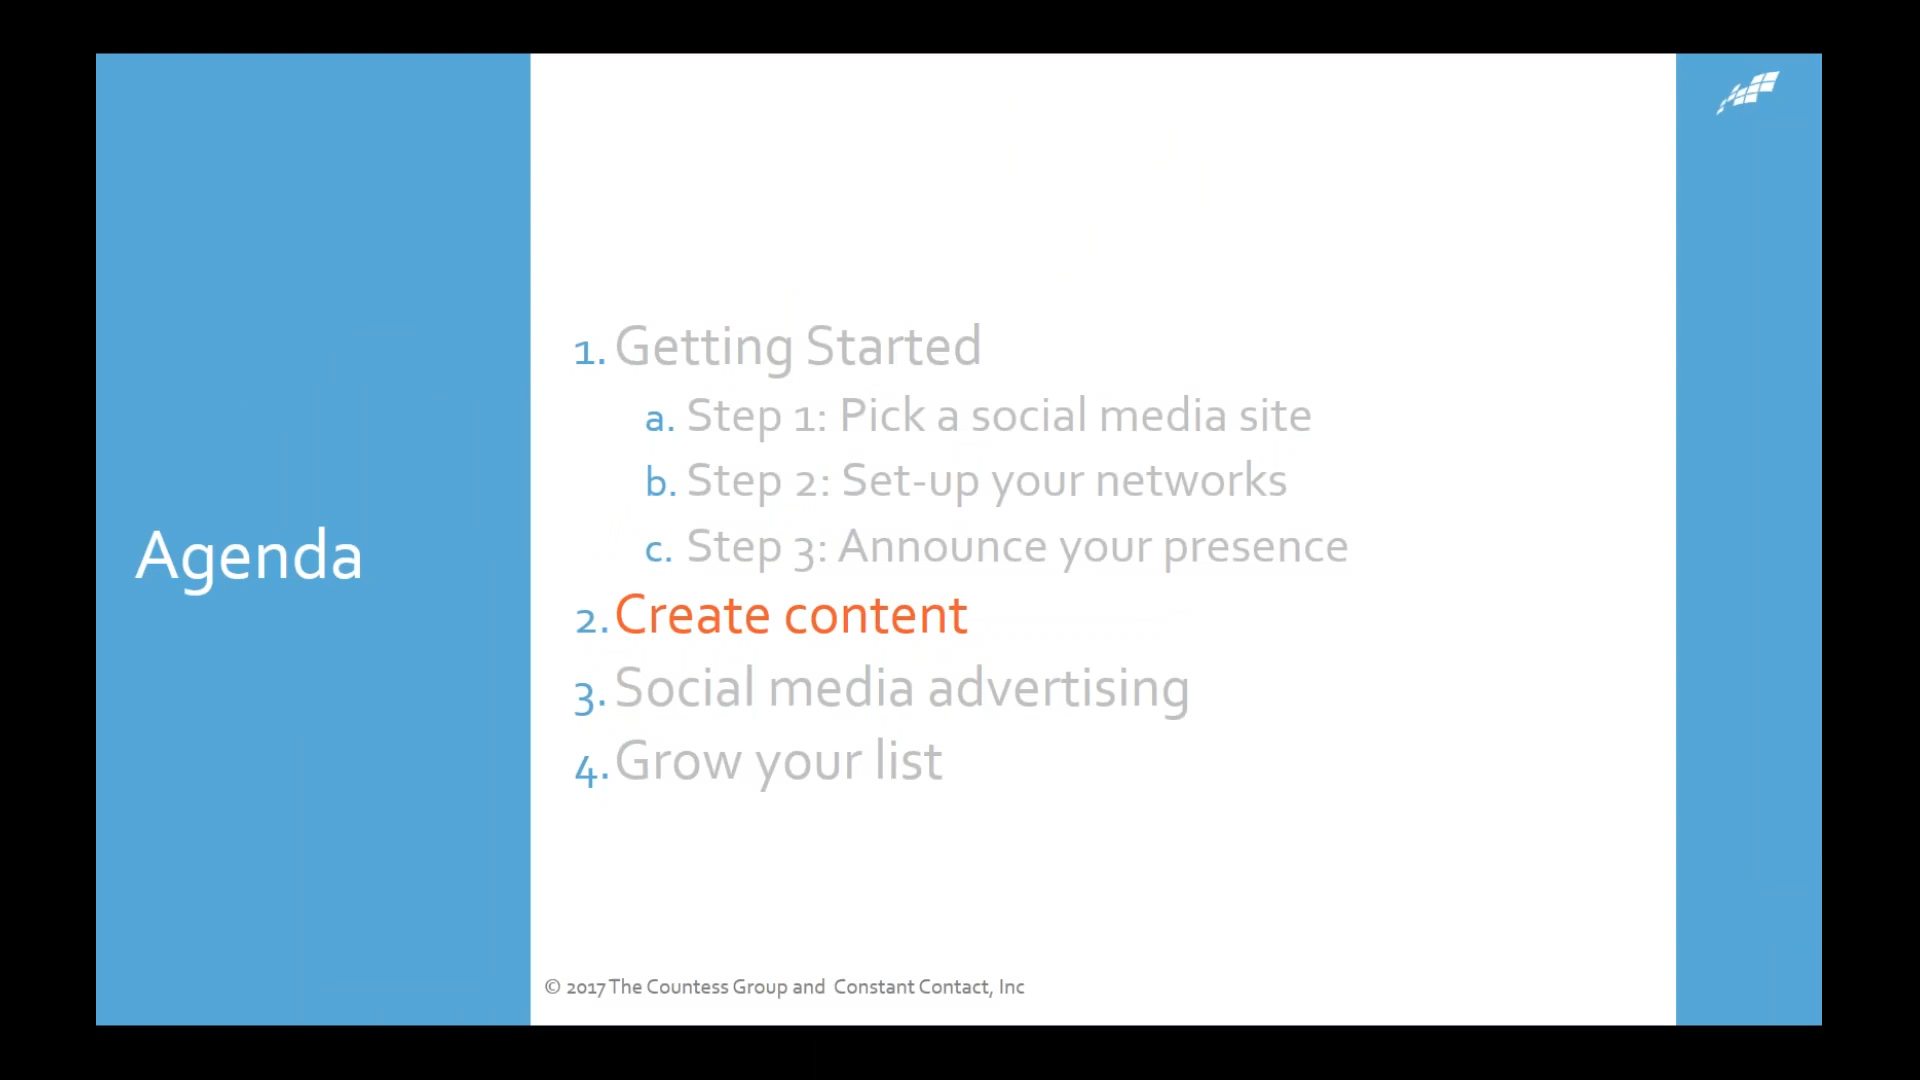 Agenda
1. Getting Started
a. Step 1: Pick a social media site
b. Step 2: Set-up your networks
c. Step 3: Announce your presence
2. Create content
3. Social media advertising
4. Grow your list
© 2017 The Countess Group and Constant Contact, Inc